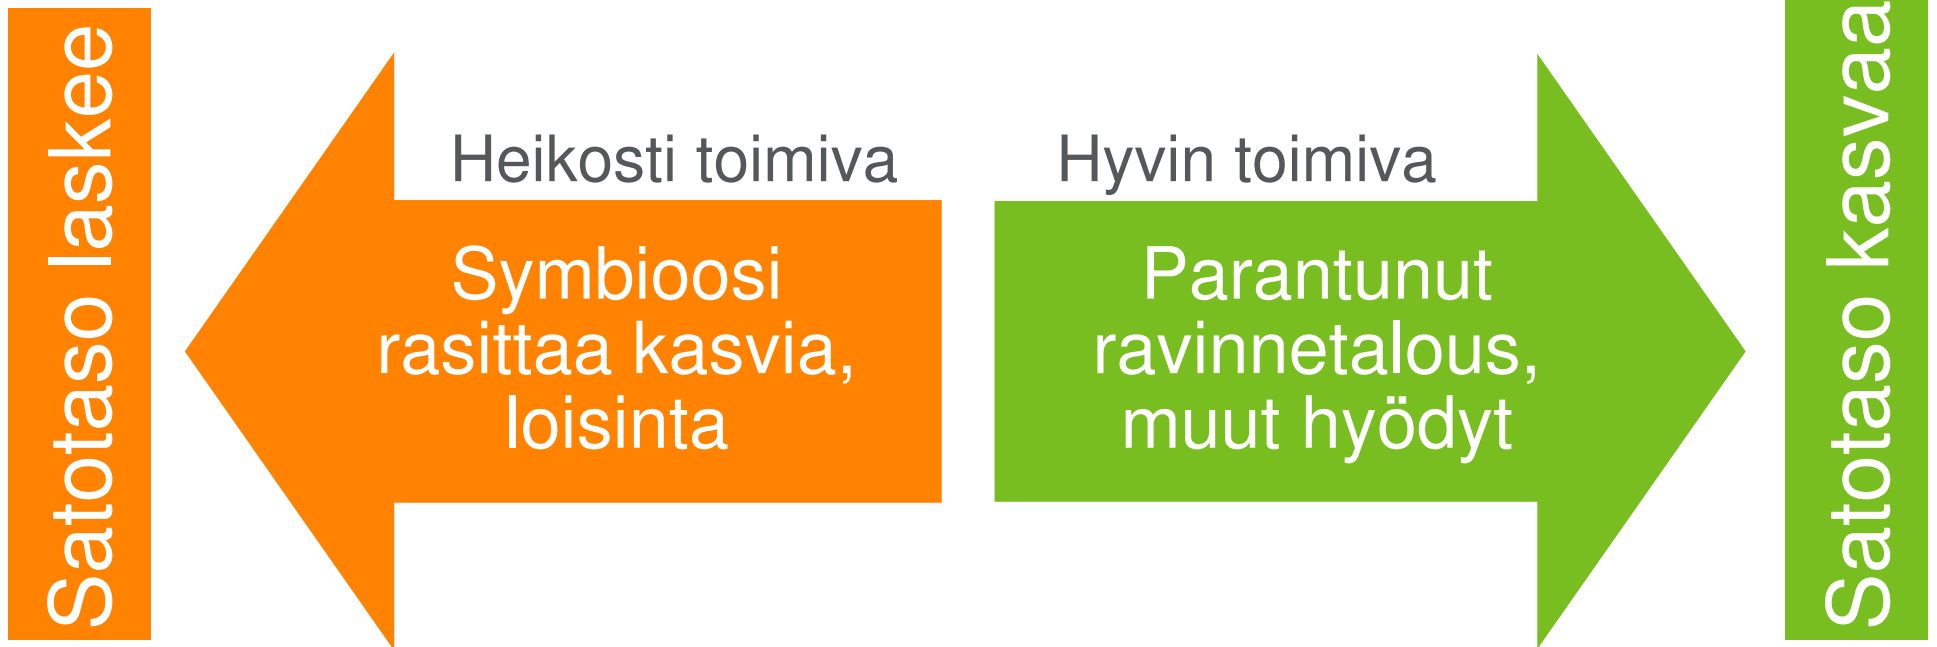 Satotaso laskee
Heikosti toimiva
Symbioosi
rasittaa kasvia,
loisinta
Hyvin toimiva
Parantunut
ravinnetalous,
muut hyödyt
Satotaso kasvaa